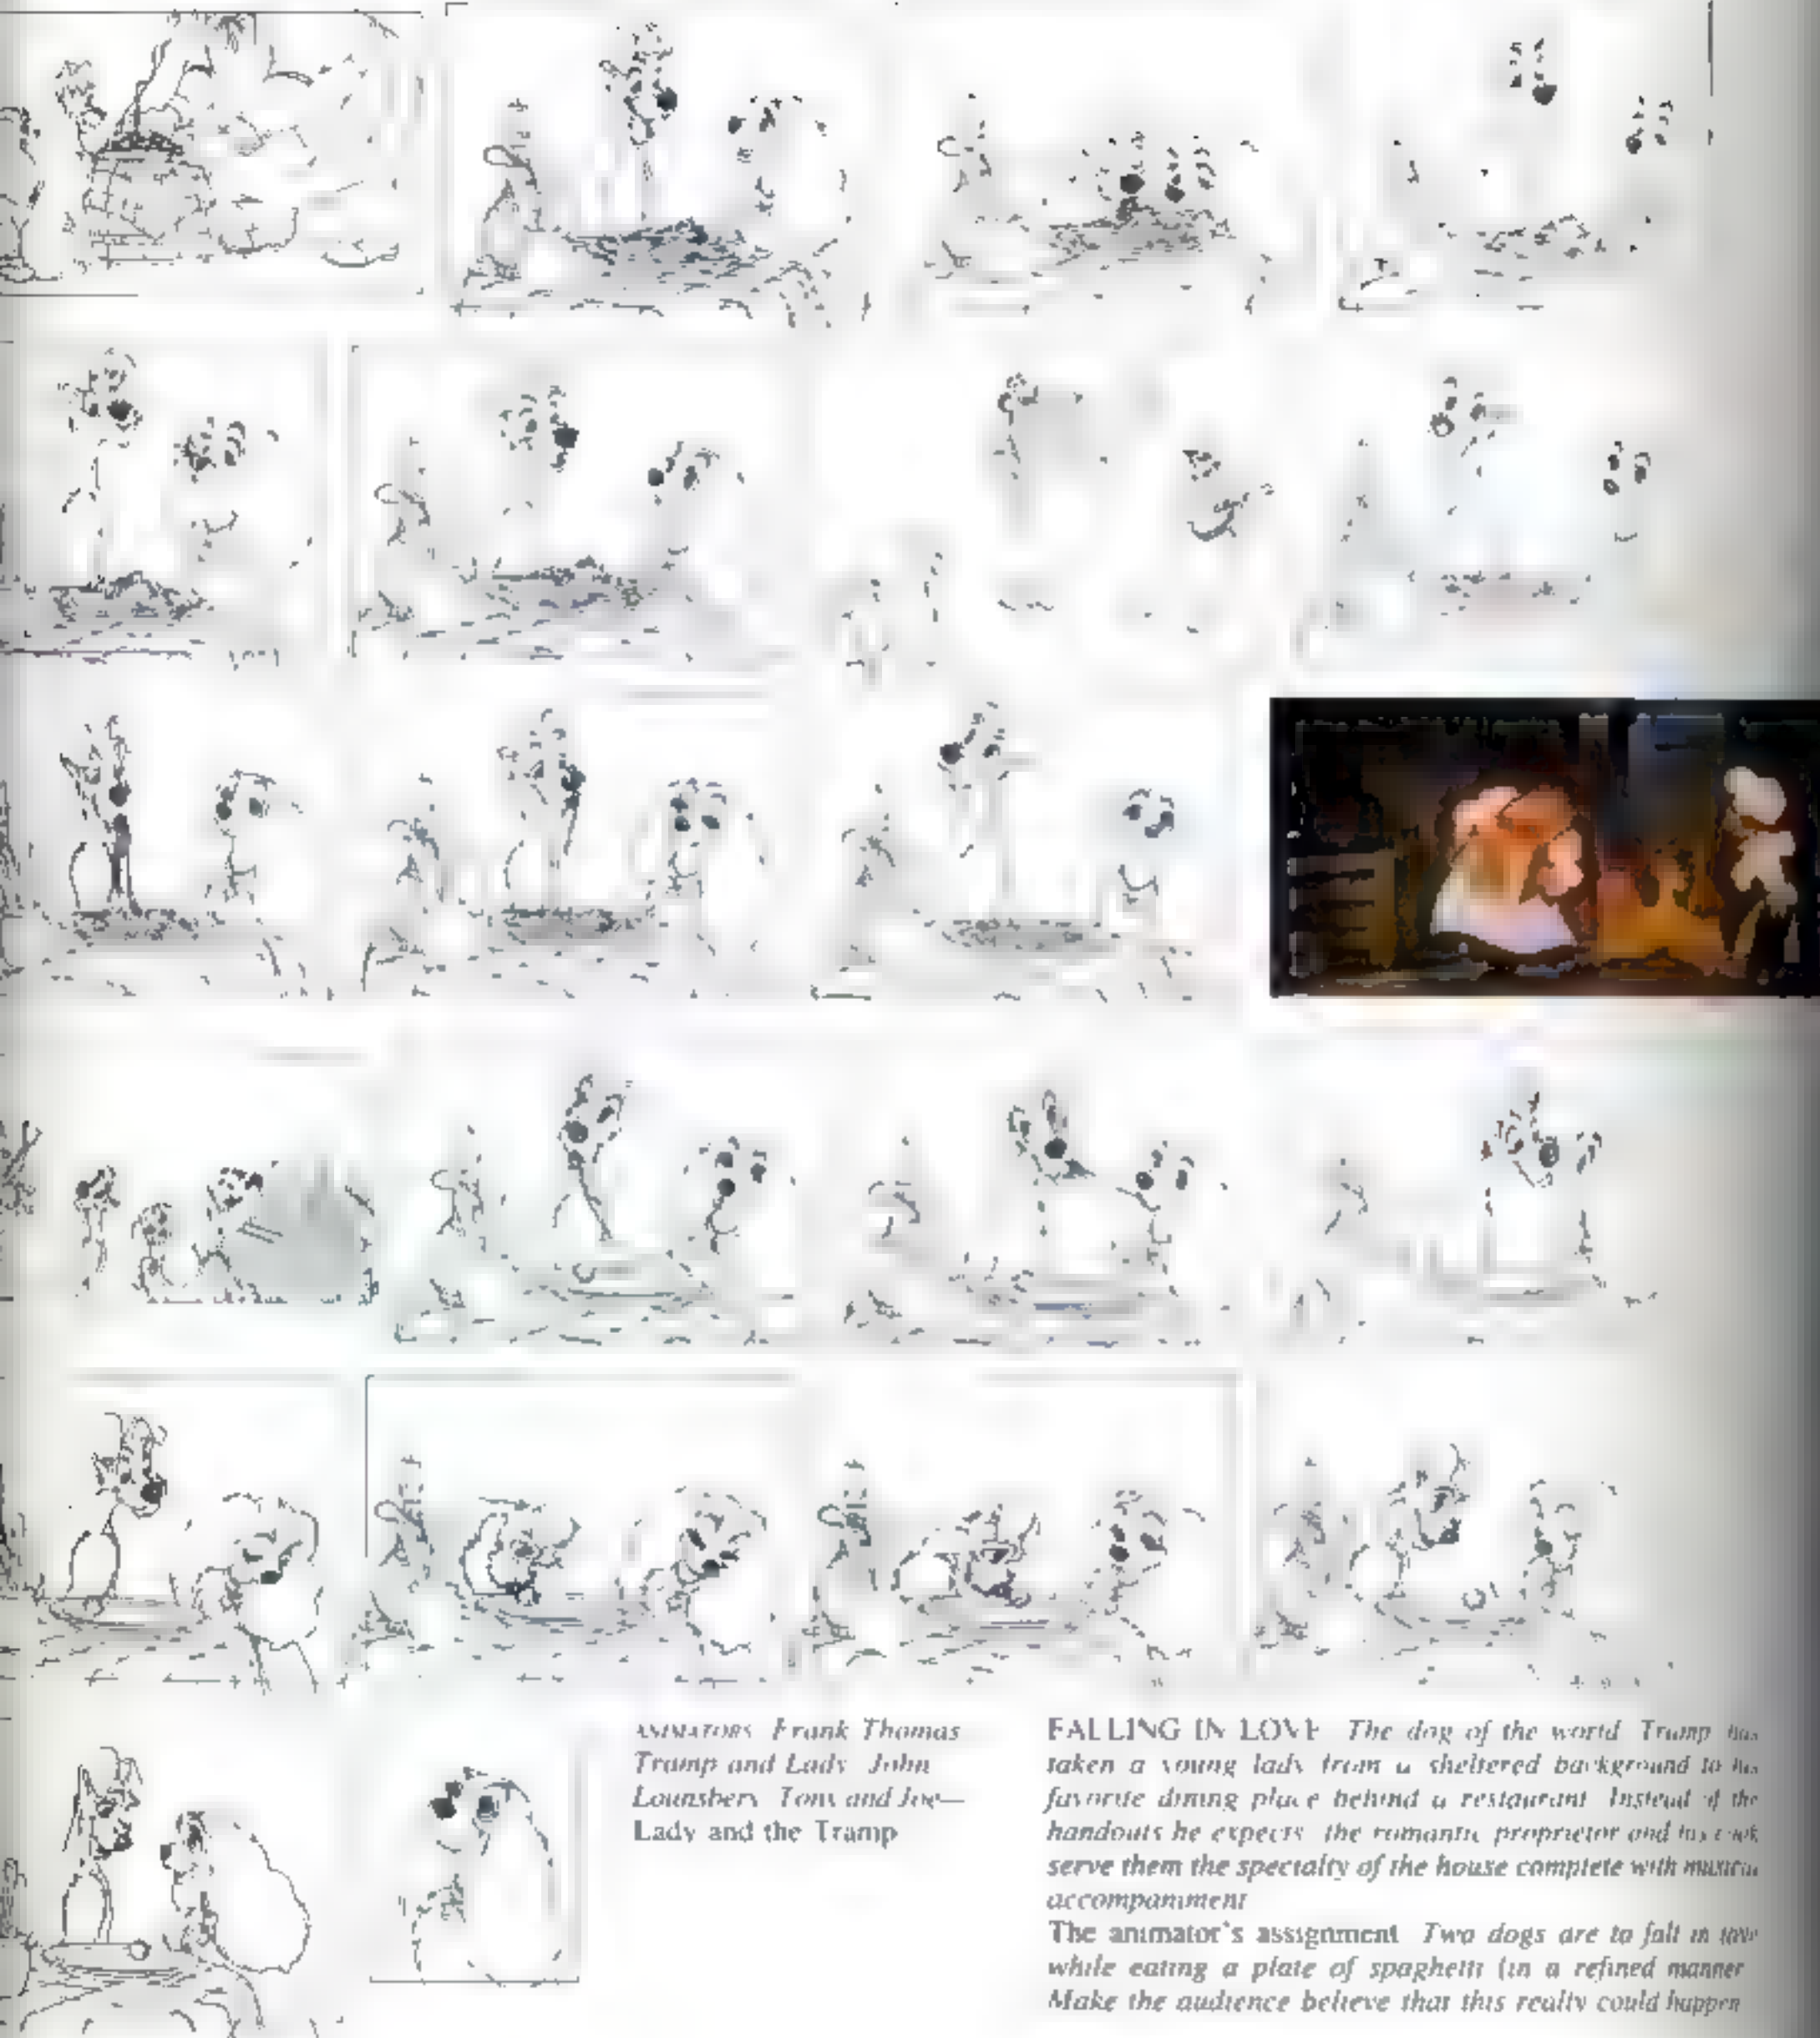 ANIMATORS Frank Thomas
Tramp and Lady John
Lounsbery Tony and Joe—
Lady and the Tramp
FALLING IN LOVE The dog of the world Tramp has
taken a young lady from a sheltered background to his
favorite dining place behind a restaurant Instead of the
handouts he expects the romantic proprietor and his cook
serve them the specialty of the house complete with musical
accompaniment
The animator's assignment Two dogs are to fall in love
while eating a plate of spaghetti (in a refined manner
Make the audience believe that this really could happen